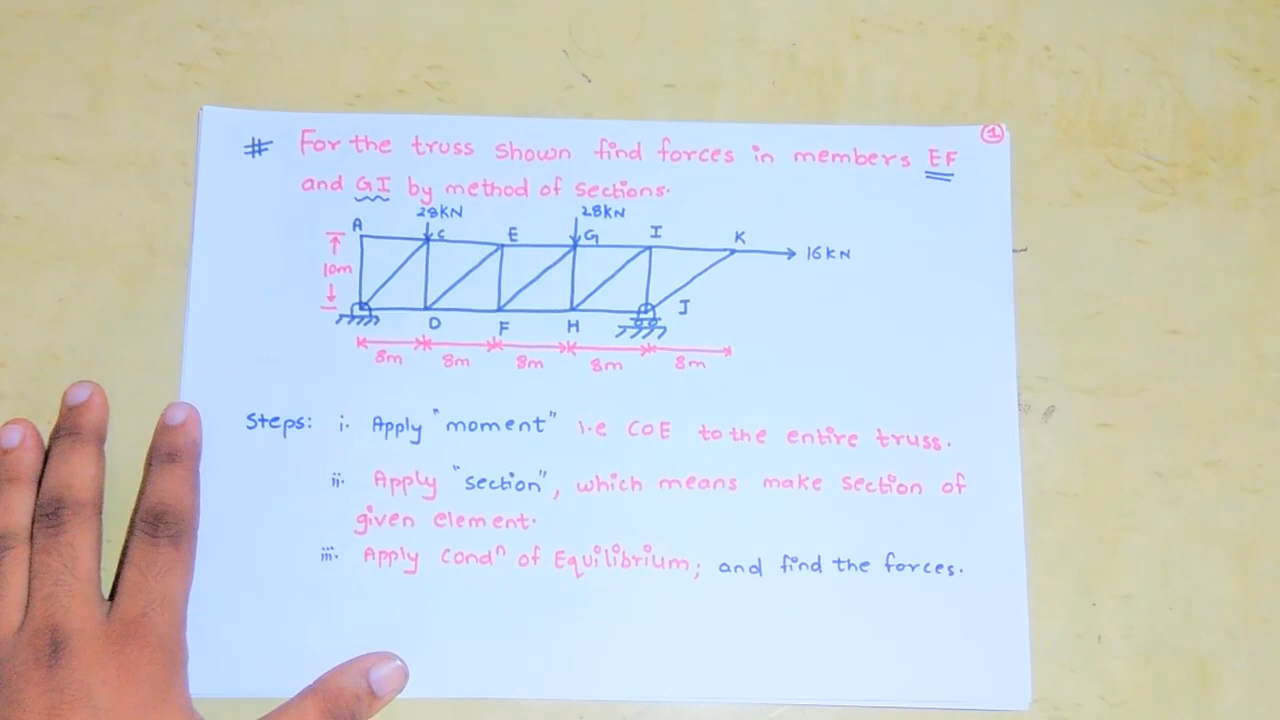 ①
# For the truss shown find forces in members EF
and GI by method of sections.
28KN 28KN
A C E G I K 16KN
10m
D F H J
8m 8m 8m 8m 8m
Steps: i. Apply "moment" i.e COE to the entire truss.
ii. Apply "section", which means make section of
given element.
iii. Apply Condⁿ of Equilibrium; and find the forces.